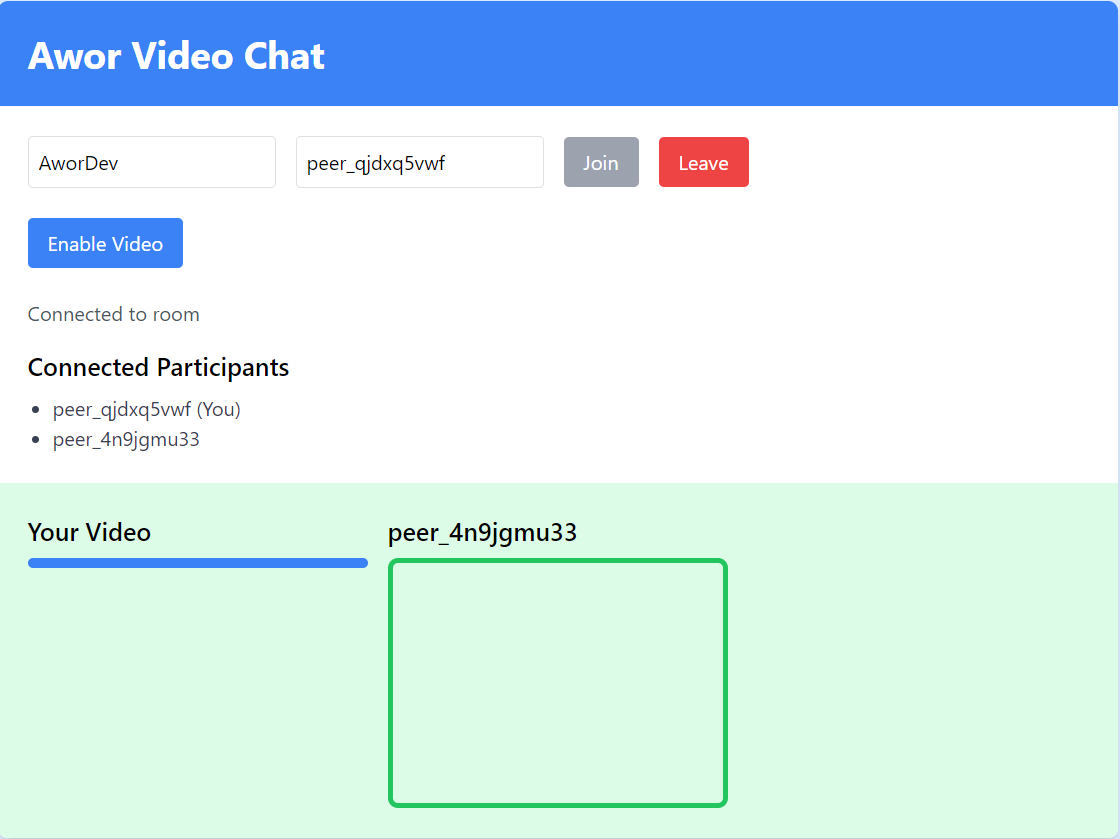 Awor Video Chat
AworDev
peer_qjdxq5vwf
Join
Leave
Enable Video
Connected to room
Connected Participants
peer_qjdxq5vwf (You)
peer_4n9jgmu33
Your Video
peer_4n9jgmu33